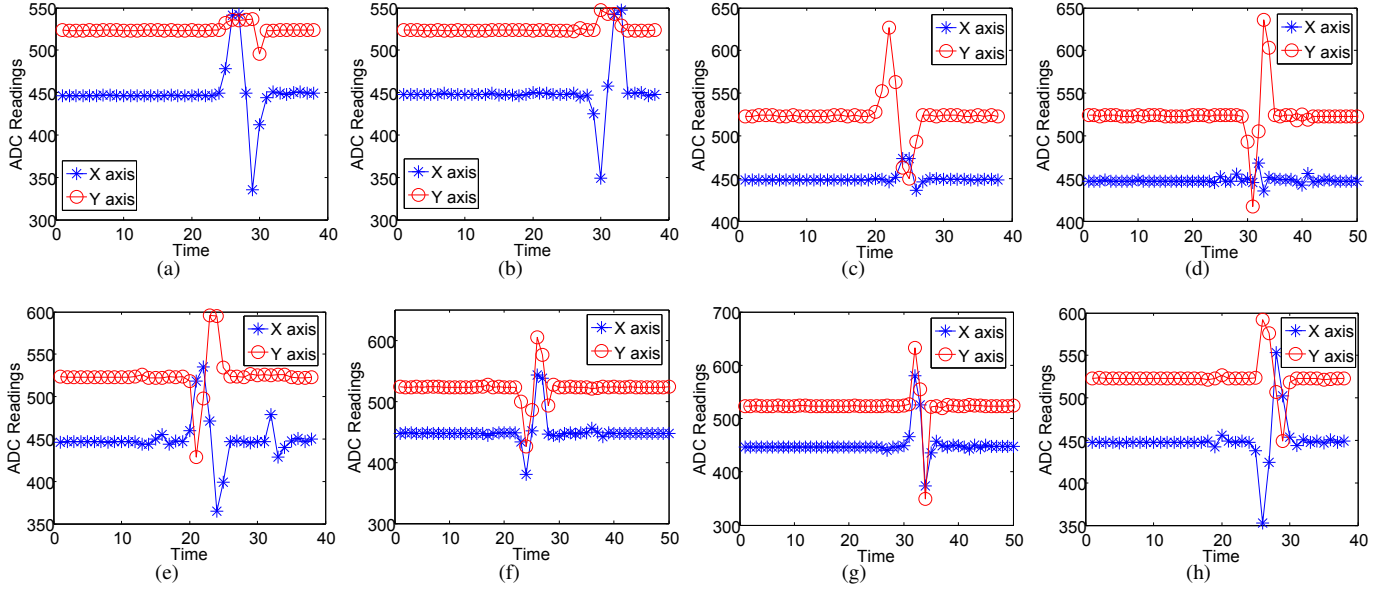 550
500
450
400
350
300
ADC Readings
X axis
Y axis
0 10 20 30 40
Time
(a)
550
500
450
400
350
300
ADC Readings
X axis
Y axis
0 10 20 30 40
Time
(b)
650
600
550
500
450
400
ADC Readings
X axis
Y axis
0 10 20 30 40
Time
(c)
650
600
550
500
450
400
ADC Readings
X axis
Y axis
0 10 20 30 40 50
Time
(d)
600
550
500
450
400
350
ADC Readings
X axis
Y axis
0 10 20 30 40
Time
(e)
600
500
400
300
ADC Readings
X axis
Y axis
0 10 20 30 40 50
Time
(f)
700
600
500
400
300
ADC Readings
X axis
Y axis
0 10 20 30 40 50
Time
(g)
600
550
500
450
400
350
ADC Readings
X axis
Y axis
0 10 20 30 40
Time
(h)